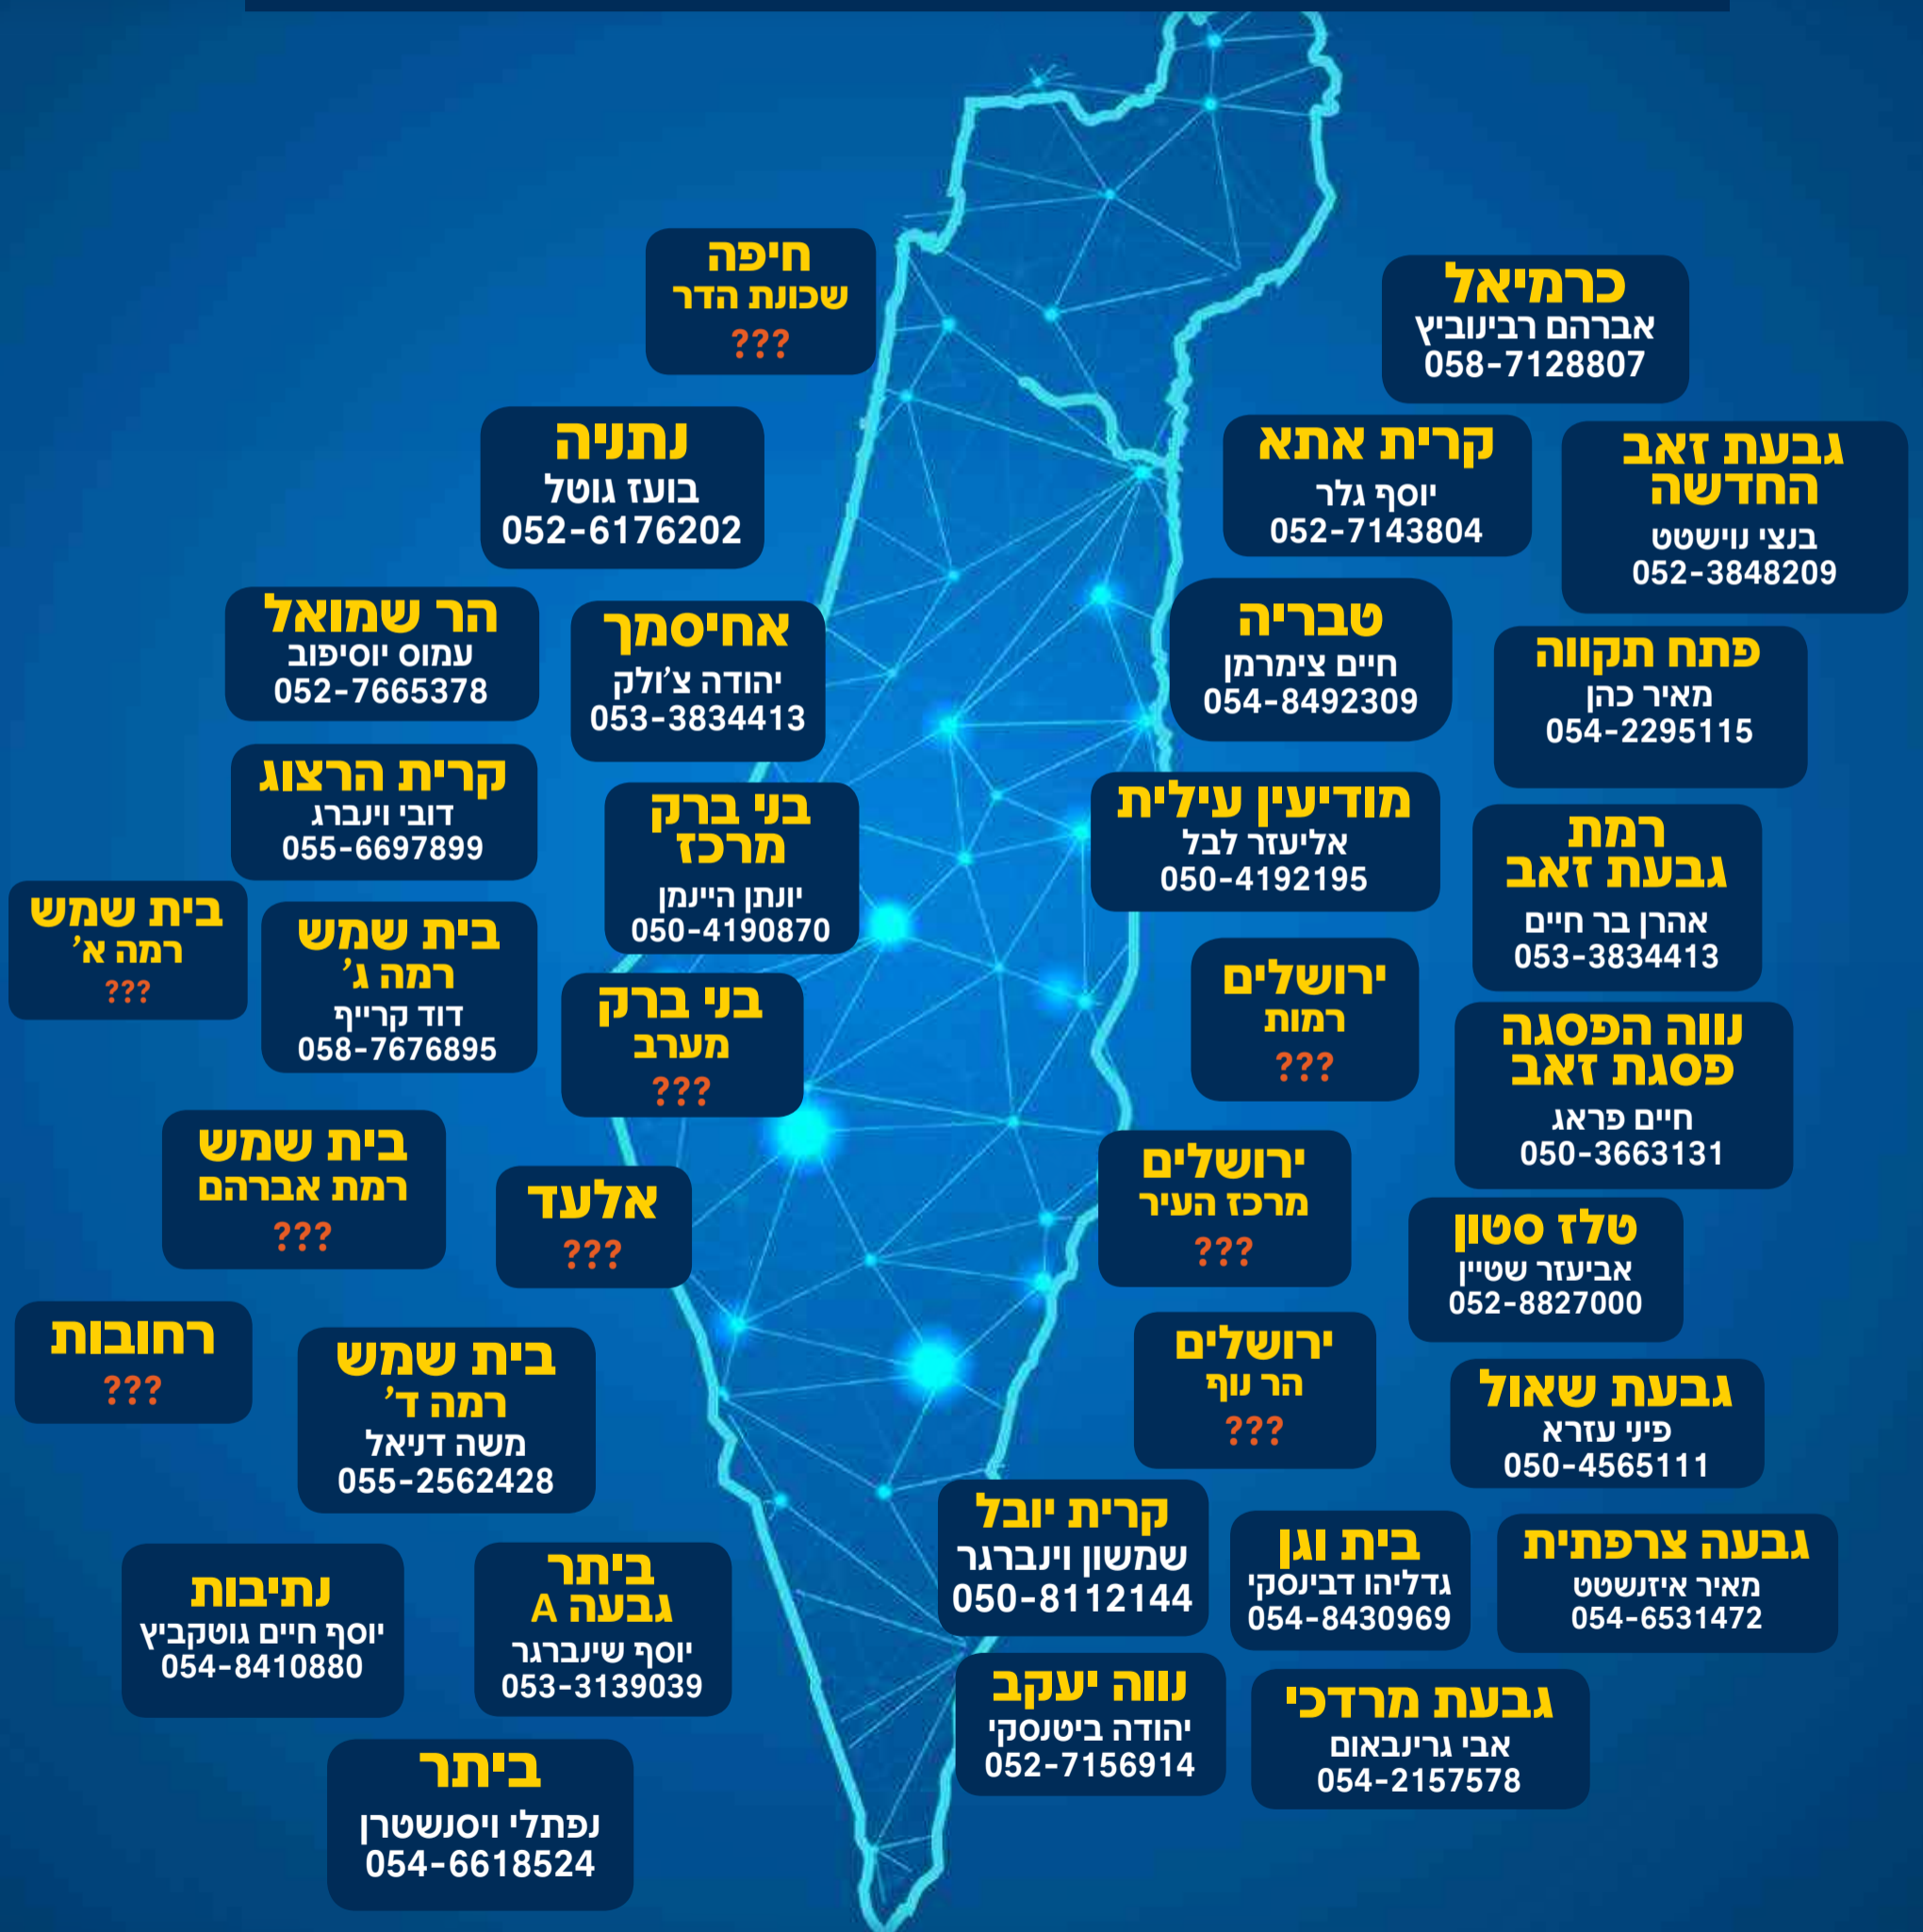 חיפה
שכונת הדר
???
כרמיאל
אברהם רבינוביץ
058-7128807
נתניה
בועז גוטל
052-6176202
קרית אתא
יוסף גלר
052-7143804
גבעת זאב
החדשה
בנצי נוישטט
052-3848209
הר שמואל
עמוס יוסיפוב
052-7665378
אחיסמך
יהודה צ'ולק
053-3834413
טבריה
חיים צימרמן
054-8492309
פתח תקווה
מאיר כהן
054-2295115
קרית הרצוג
דובי וינברג
055-6697899
בני ברק
מרכז
יונתן היינמן
050-4190870
מודיעין עילית
אליעזר לבל
050-4192195
רמת
גבעת זאב
אהרן בר חיים
053-3834413
בית שמש
רמה א'
???
בית שמש
רמה ג'
דוד קרייף
058-7676895
בני ברק
מערב
???
ירושלים
רמות
???
נווה הפסגה
פסגת זאב
חיים פראג
050-3663131
בית שמש
רמת אברהם
???
אלעד
???
ירושלים
מרכז העיר
???
טלז סטון
אביעזר שטיין
052-8827000
רחובות
???
בית שמש
רמה ד'
משה דניאל
055-2562428
ירושלים
הר נוף
???
גבעת שאול
פיני עזרא
050-4565111
נתיבות
יוסף חיים גוטקביץ
054-8410880
ביתר
גבעה A
יוסף שינברגר
053-3139039
קרית יובל
שמשון וינברגר
050-8112144
בית וגן
גדליהו דבינסקי
054-8430969
גבעה צרפתית
מאיר איזנשטט
054-6531472
נווה יעקב
יהודה ביטנסקי
052-7156914
גבעת מרדכי
אבי גרינבאום
054-2157578
ביתר
נפתלי ויסנשטרן
054-6618524